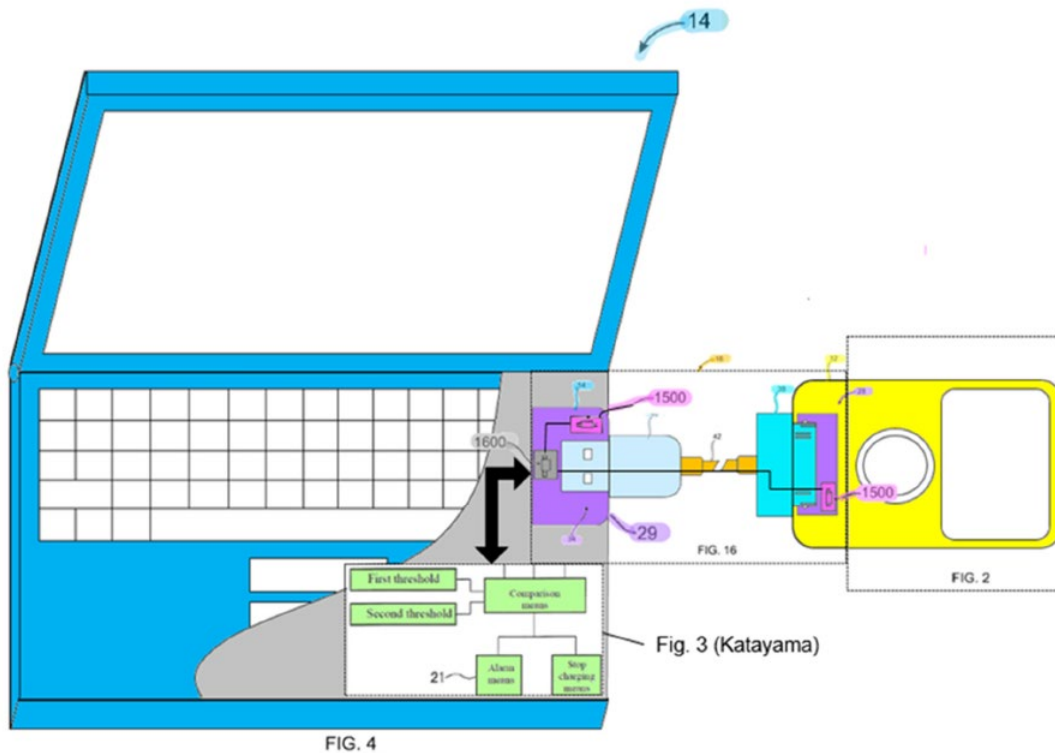 14
1500
1600
42
1500
29
FIG. 16
FIG. 2
First threshold
Second threshold
Comparison
means
Fig. 3 (Katayama)
21
Alarm
means
Stop
charging
means
FIG. 4